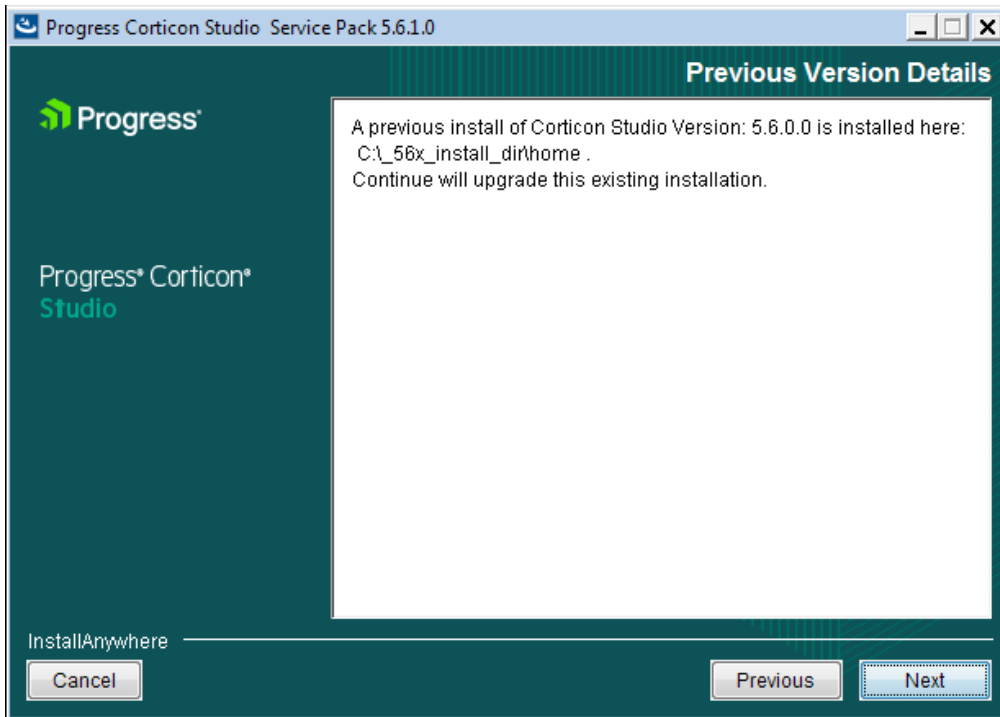 Progress Corticon Studio  Service Pack 5.6.1.0
Previous Version Details
Progress®
A previous install of Corticon Studio Version: 5.6.0.0 is installed here:
C:\_56x_install_dir\home .
Continue will upgrade this existing installation.
Progress® Corticon®
Studio
InstallAnywhere
Cancel
Previous
Next